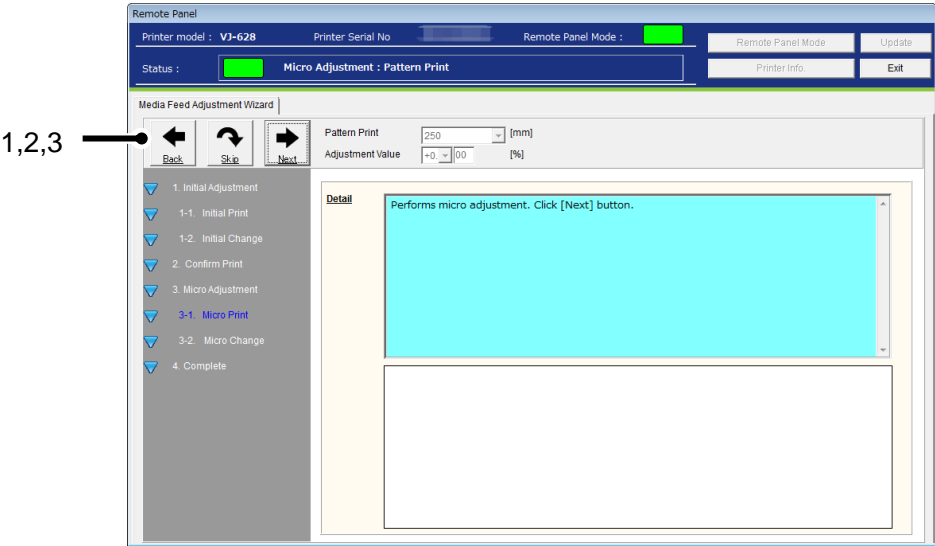 Remote Panel
Printer model : VJ-628 Printer Serial No Remote Panel Mode :
Remote Panel Mode Update
Status : Micro Adjustment : Pattern Print
Printer Info. Exit
Media Feed Adjustment Wizard
1,2,3
Back Skip Next
Pattern Print 250 [mm]
Adjustment Value +0. 00 [%]
1. Initial Adjustment
1-1. Initial Print
1-2. Initial Change
2. Confirm Print
3. Micro Adjustment
3-1. Micro Print
3-2. Micro Change
4. Complete
Detail
Performs micro adjustment. Click [Next] button.